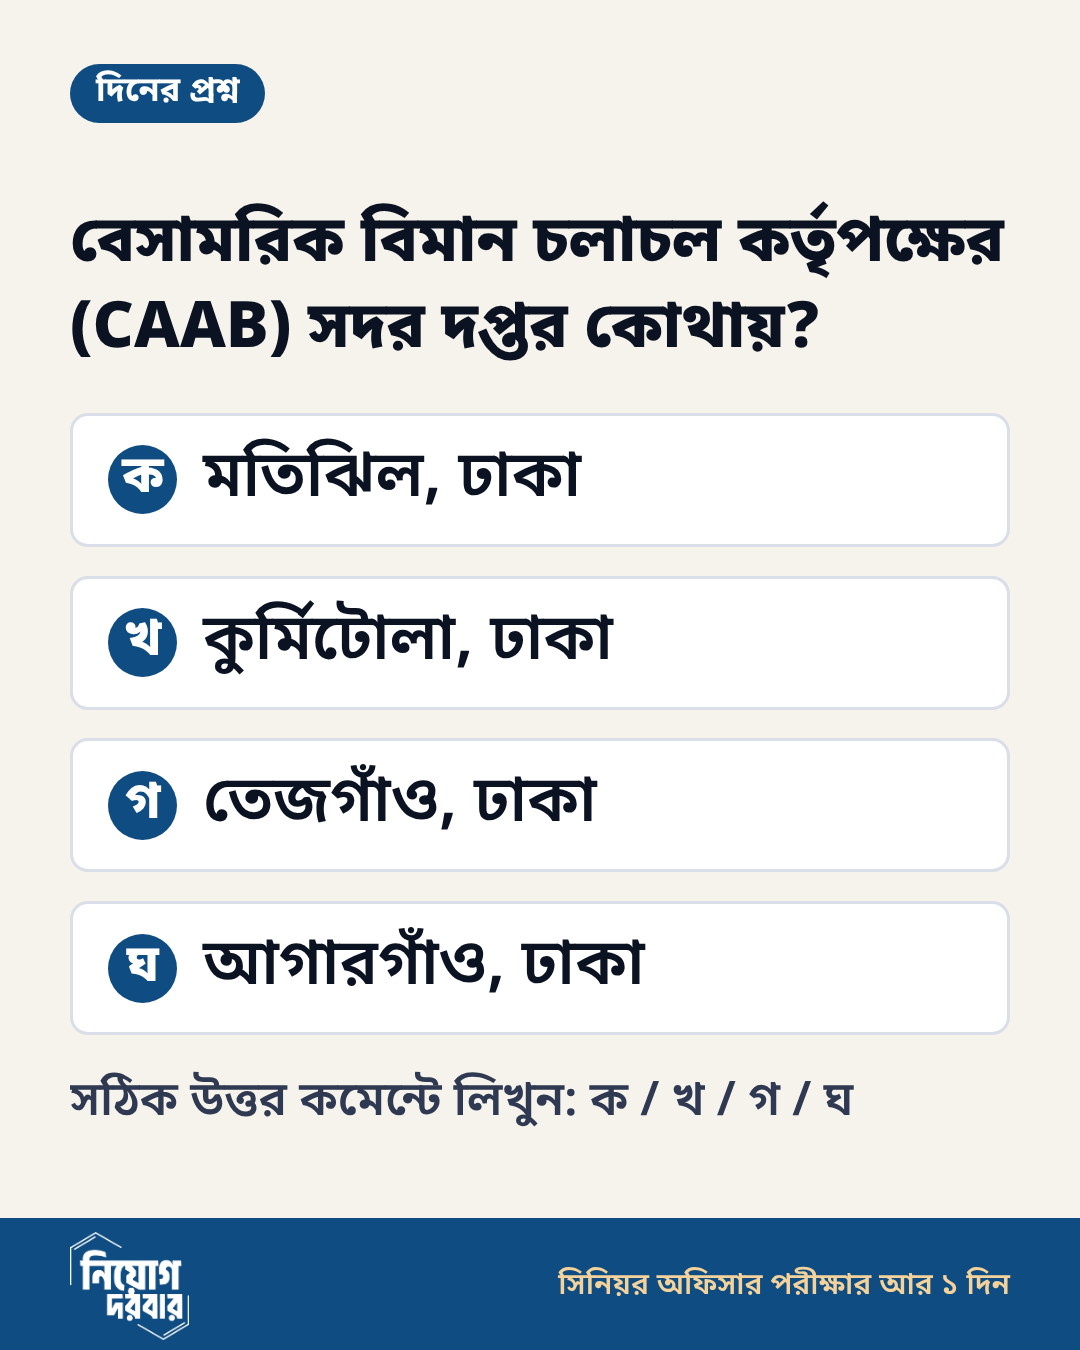 দিনের প্রশ্ন
বেসামরিক বিমান চলাচল কর্তৃপক্ষের
(CAAB) সদর দপ্তর কোথায়?
ক মতিঝিল, ঢাকা
খ কুর্মিটোলা, ঢাকা
গ তেজগাঁও, ঢাকা
ঘ আগারগাঁও, ঢাকা
সঠিক উত্তর কমেন্টে লিখুন: ক / খ / গ / ঘ
নিয়োগ
দরবার
সিনিয়র অফিসার পরীক্ষার আর ১ দিন